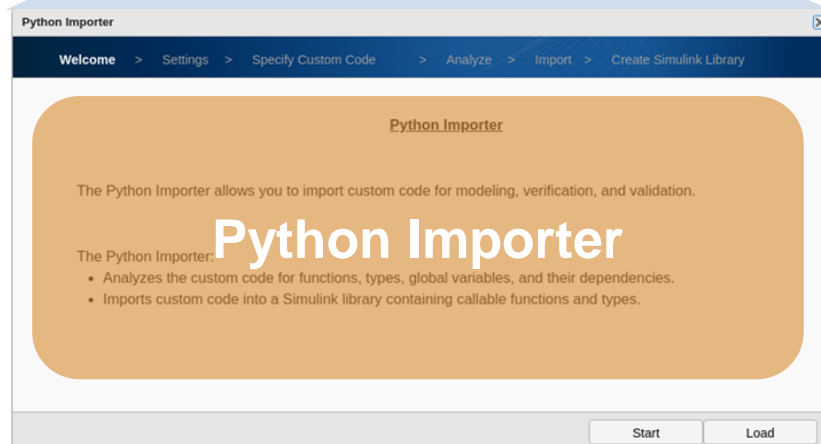 Python Importer
Welcome > Settings > Specify Custom Code > Analyze > Import > Create Simulink Library
Python Importer
The Python Importer allows you to import custom code for modeling, verification, and validation.
Python Importer
The Python Importer:
• Analyzes the custom code for functions, types, global variables, and their dependencies.
• Imports custom code into a Simulink library containing callable functions and types.
Start Load